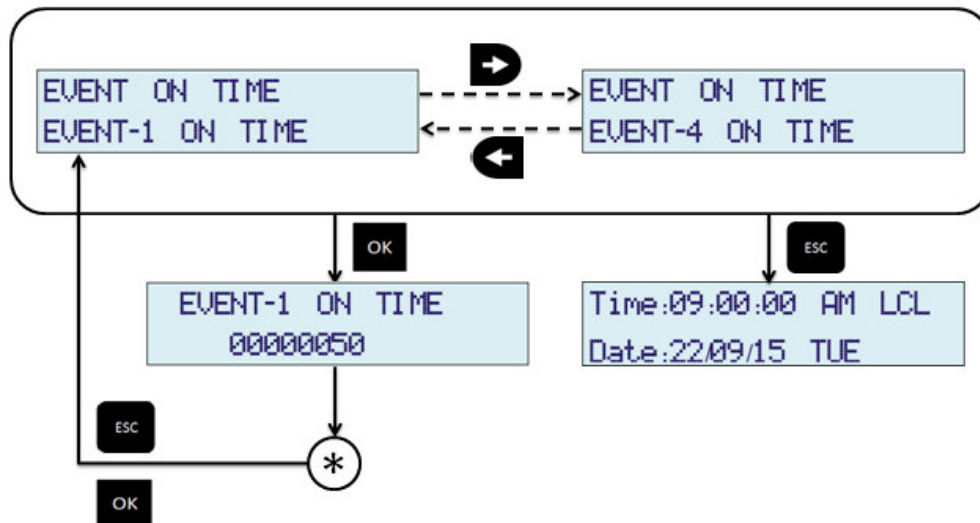 EVENT ON TIME
EVENT-1 ON TIME
EVENT ON TIME
EVENT-4 ON TIME
OK
ESC
EVENT-1 ON TIME
00000050
Time:09:00:00 AM LCL
Date:22/09/15 TUE
ESC
*
OK